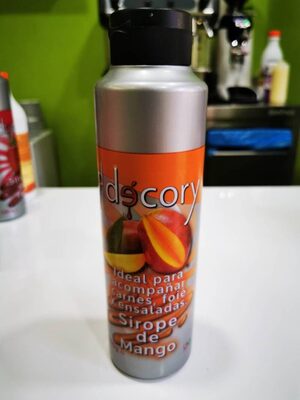 décory
Ideal para
acompañar
carnes, foie
y ensaladas.
Sirope
de
Mango